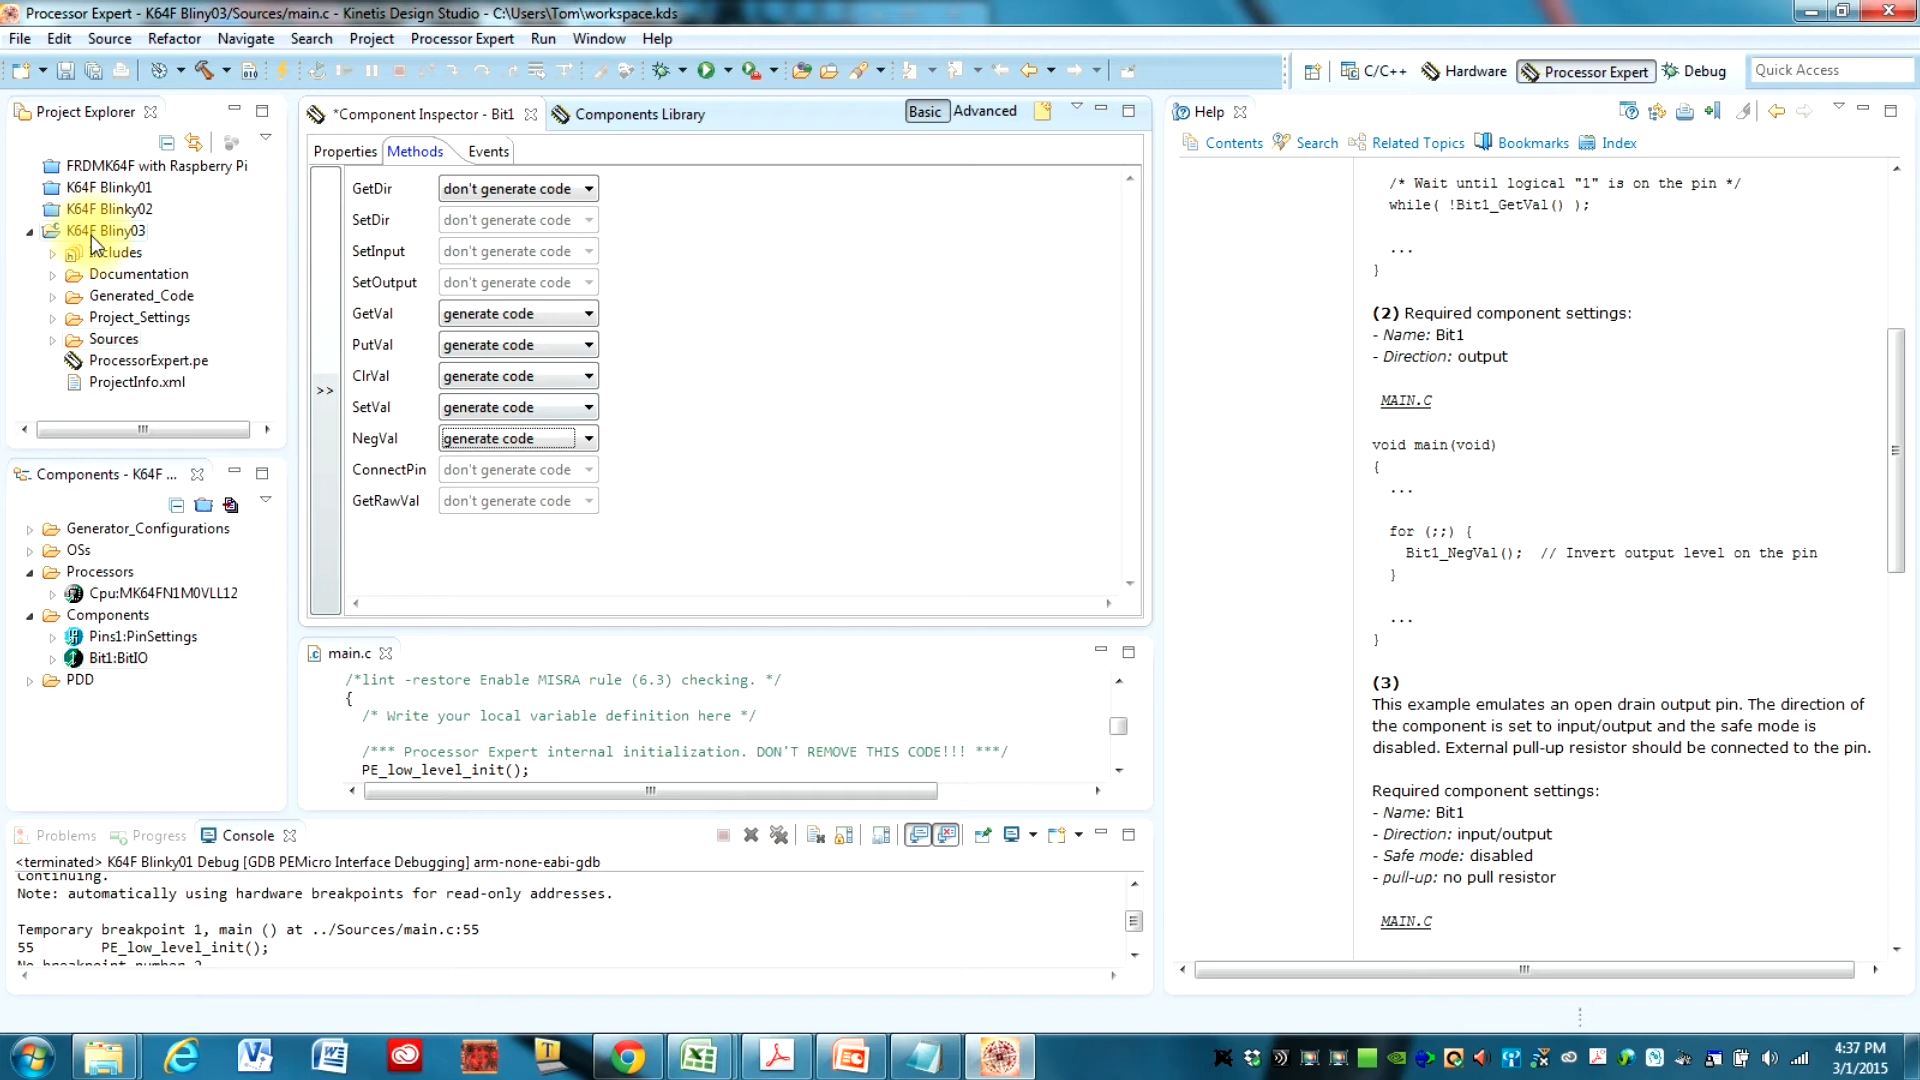 Processor Expert - K64F Bliny03/Sources/main.c - Kinetis Design Studio - C:\Users\Tom\workspace.kds
File Edit Source Refactor Navigate Search Project Processor Expert Run Window Help
C/C++ Hardware Processor Expert Debug Quick Access
Project Explorer
FRDMK64F with Raspberry Pi
K64F Blinky01
K64F Blinky02
K64F Bliny03
Includes
Documentation
Generated_Code
Project_Settings
Sources
ProcessorExpert.pe
ProjectInfo.xml
Components - K64F ...
Generator_Configurations
OSs
Processors
Cpu:MK64FN1M0VLL12
Components
Pins1:PinSettings
Bit1:BitIO
PDD
*Component Inspector - Bit1 Components Library Basic Advanced
Properties Methods Events
>>
GetDir don't generate code
SetDir don't generate code
SetInput don't generate code
SetOutput don't generate code
GetVal generate code
PutVal generate code
ClrVal generate code
SetVal generate code
NegVal generate code
ConnectPin don't generate code
GetRawVal don't generate code
main.c
/*lint -restore Enable MISRA rule (6.3) checking. */
{
/* Write your local variable definition here */
/*** Processor Expert internal initialization. DON'T REMOVE THIS CODE!!! ***/
PE_low_level_init();
Problems Progress Console
<terminated> K64F Blinky01 Debug [GDB PEMicro Interface Debugging] arm-none-eabi-gdb
Continuing.
Note: automatically using hardware breakpoints for read-only addresses.
Temporary breakpoint 1, main () at ../Sources/main.c:55
55 PE_low_level_init();
No breakpoint number 2.
Help
Contents Search Related Topics Bookmarks Index
/* Wait until logical "1" is on the pin */
while( !Bit1_GetVal() );
...
}
(2) Required component settings:
- Name: Bit1
- Direction: output
MAIN.C
void main(void)
{
...
for (;;) {
Bit1_NegVal(); // Invert output level on the pin
}
...
}
(3)
This example emulates an open drain output pin. The direction of
the component is set to input/output and the safe mode is
disabled. External pull-up resistor should be connected to the pin.
Required component settings:
- Name: Bit1
- Direction: input/output
- Safe mode: disabled
- pull-up: no pull resistor
MAIN.C
4:37 PM
3/1/2015